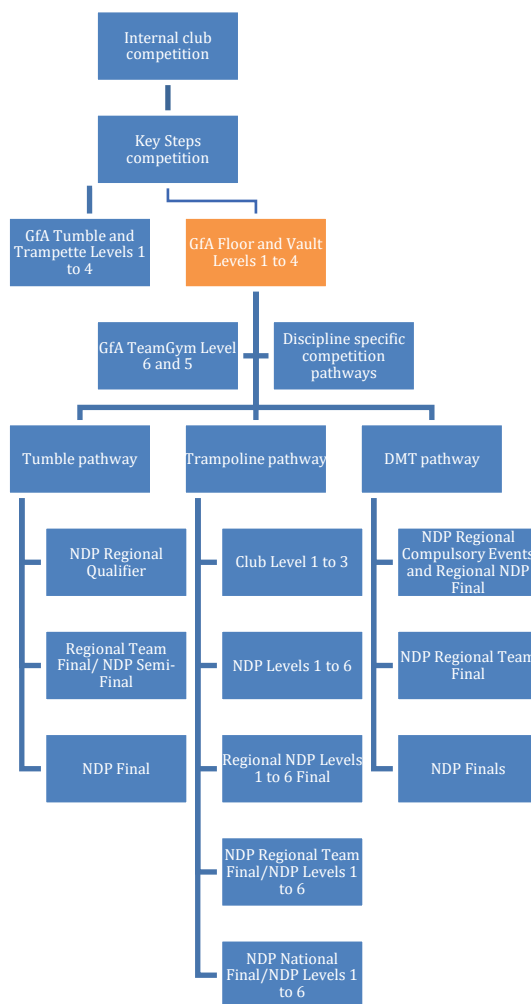 Internal club
competition
Key Steps
competition
GfA Tumble and
Trampette Levels 1
to 4
GfA Floor and Vault
Levels 1 to 4
GfA TeamGym Level
6 and 5
Discipline specific
competition
pathways
Tumble pathway
Trampoline pathway
DMT pathway
NDP Regional
Qualifier
Club Level 1 to 3
NDP Regional
Compulsory Events
and Regional NDP
Final
Regional Team
Final/ NDP Semi-
Final
NDP Levels 1 to 6
NDP Regional Team
Final
NDP Final
Regional NDP Levels
1 to 6 Final
NDP Finals
NDP Regional Team
Final/NDP Levels 1
to 6
NDP National
Final/NDP Levels 1
to 6